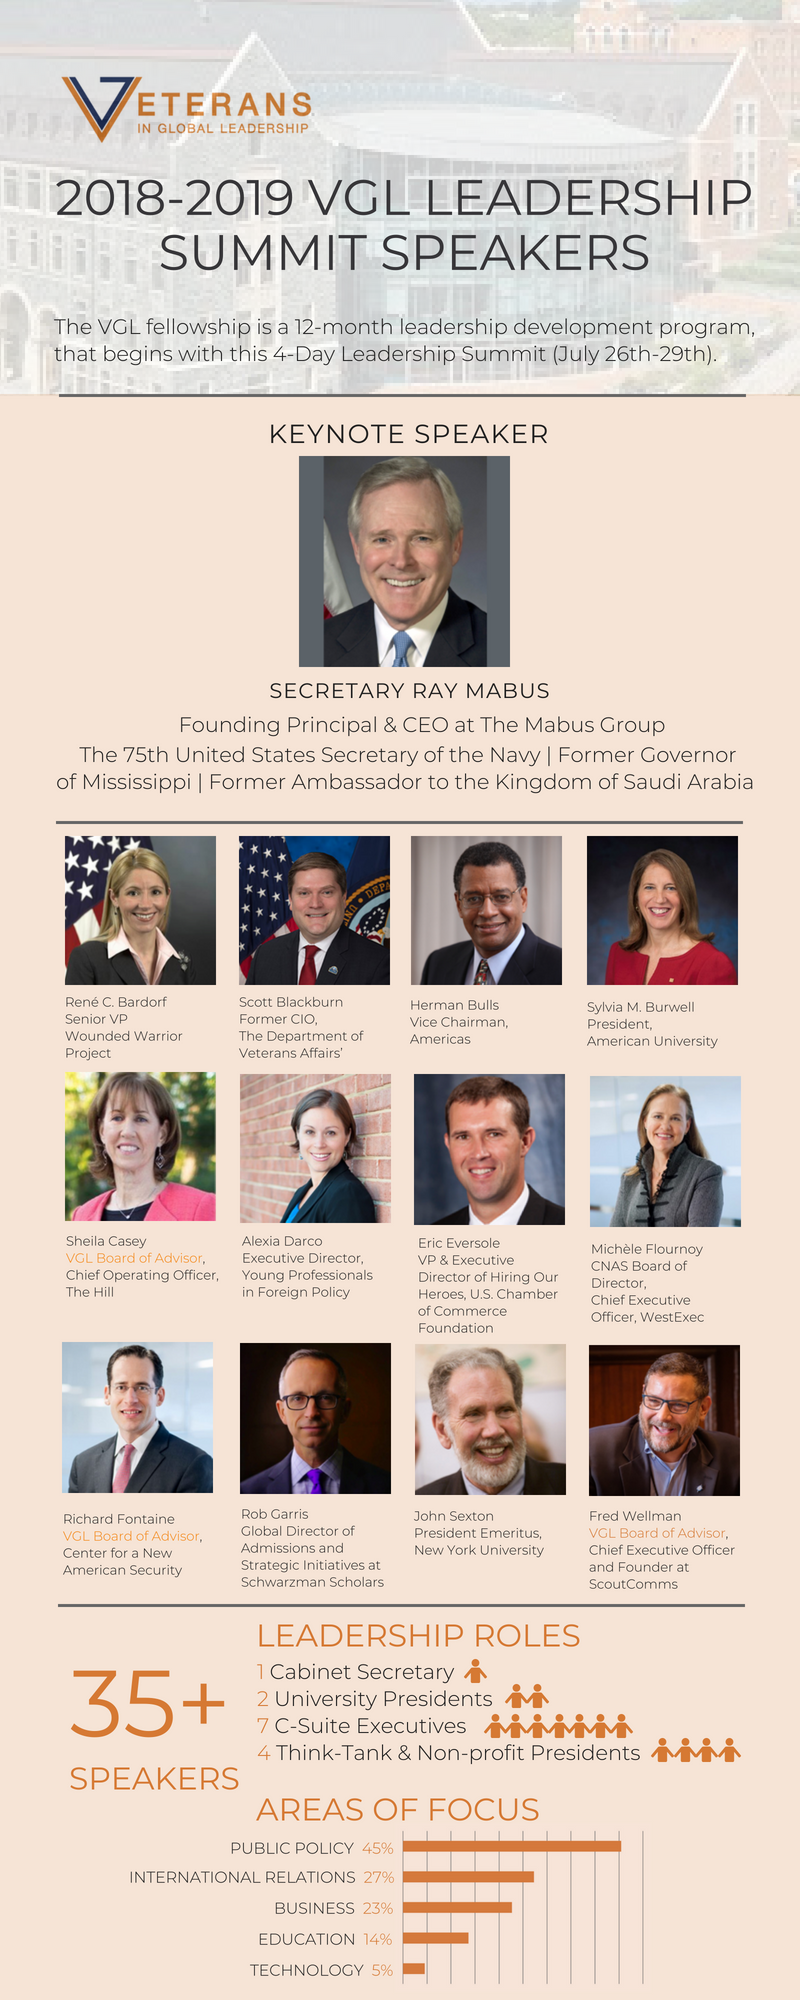 VETERANS
IN GLOBAL LEADERSHIP
2018-2019 VGL LEADERSHIP
SUMMIT SPEAKERS
The VGL fellowship is a 12-month leadership development program,
that begins with this 4-Day Leadership Summit (July 26th-29th).
KEYNOTE SPEAKER
SECRETARY RAY MABUS
Founding Principal & CEO at The Mabus Group
The 75th United States Secretary of the Navy | Former Governor
of Mississippi | Former Ambassador to the Kingdom of Saudi Arabia
René C. Bardorf
Senior VP
Wounded Warrior
Project
Scott Blackburn
Former CIO,
The Department of
Veterans Affairs'
Herman Bulls
Vice Chairman,
Americas
Sylvia M. Burwell
President,
American University
Sheila Casey
VGL Board of Advisor,
Chief Operating Officer,
The Hill
Alexia Darco
Executive Director,
Young Professionals
in Foreign Policy
Eric Eversole
VP & Executive
Director of Hiring Our
Heroes, U.S. Chamber
of Commerce
Foundation
Michèle Flournoy
CNAS Board of
Director,
Chief Executive
Officer, WestExec
Richard Fontaine
VGL Board of Advisor,
Center for a New
American Security
Rob Garris
Global Director of
Admissions and
Strategic Initiatives at
Schwarzman Scholars
John Sexton
President Emeritus,
New York University
Fred Wellman
VGL Board of Advisor,
Chief Executive Officer
and Founder at
ScoutComms
35+
SPEAKERS
LEADERSHIP ROLES
1 Cabinet Secretary
2 University Presidents
7 C-Suite Executives
4 Think-Tank & Non-profit Presidents
AREAS OF FOCUS
PUBLIC POLICY 45%
INTERNATIONAL RELATIONS 27%
BUSINESS 23%
EDUCATION 14%
TECHNOLOGY 5%